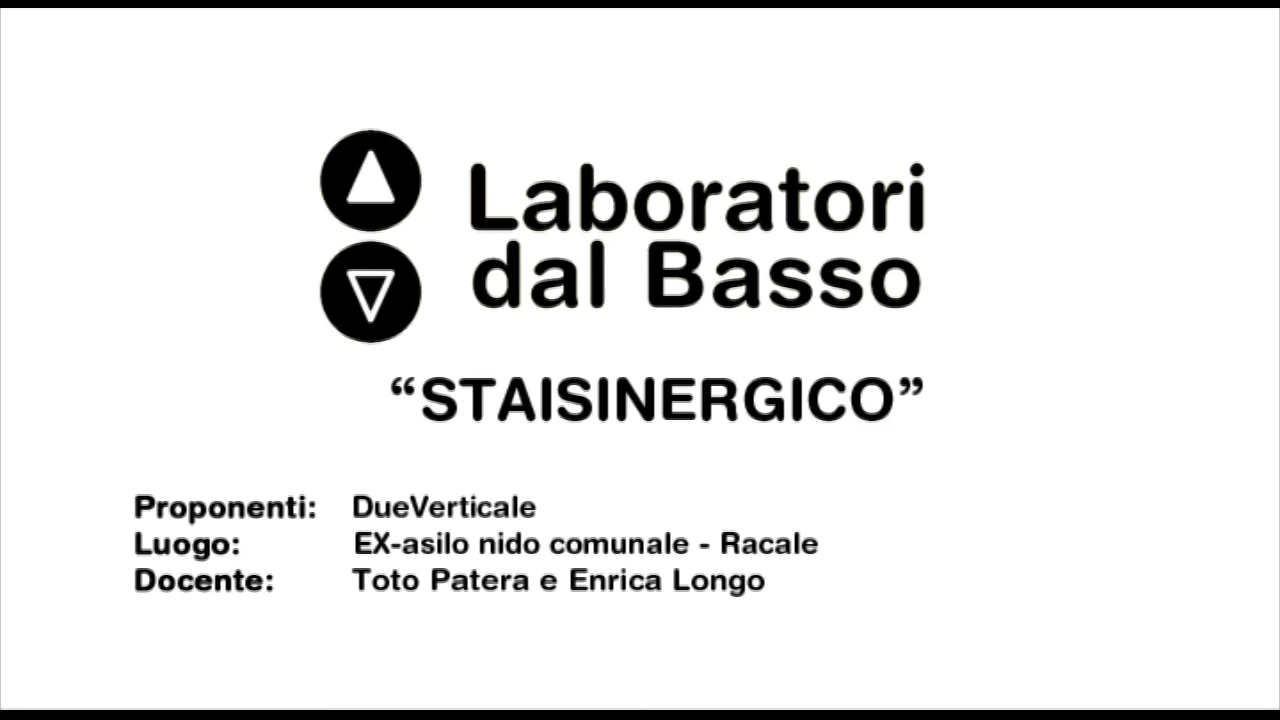 Laboratori
dal Basso
“STAISINERGICO”
Proponenti: DueVerticale
Luogo: EX-asilo nido comunale - Racale
Docente: Toto Patera e Enrica Longo